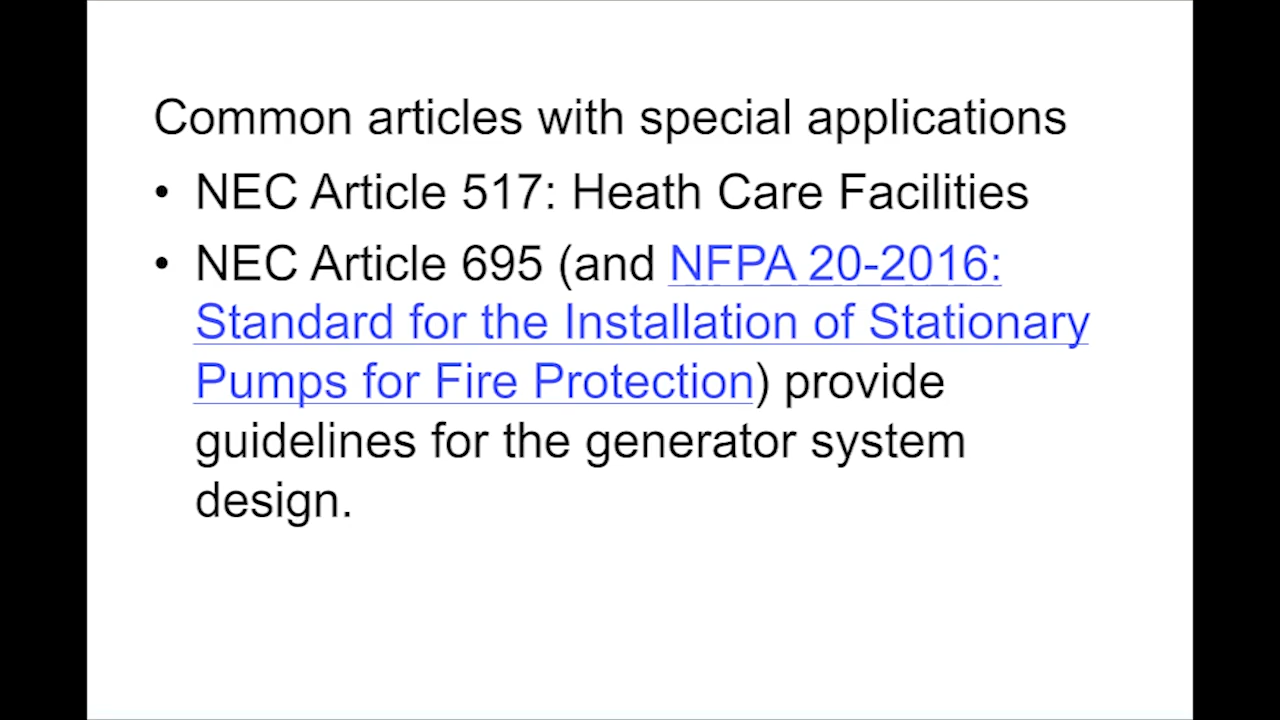 Common articles with special applications
• NEC Article 517: Heath Care Facilities
• NEC Article 695 (and NFPA 20-2016:
Standard for the Installation of Stationary
Pumps for Fire Protection) provide
guidelines for the generator system
design.